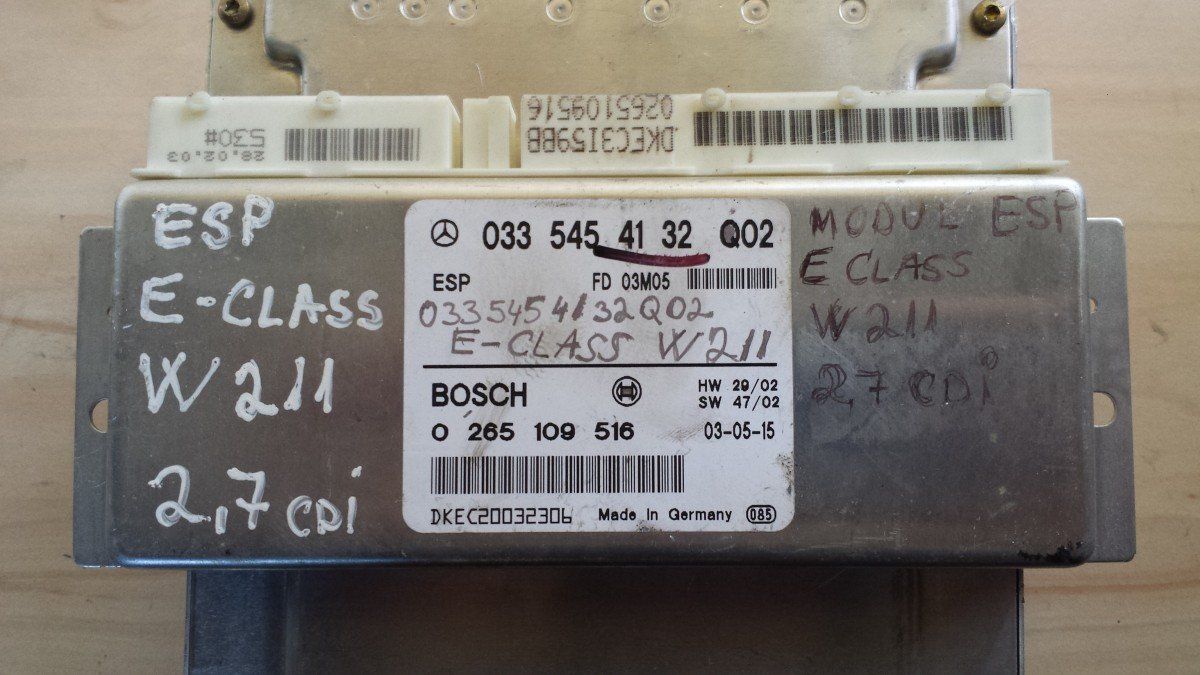 0265109516
DKEC3I59BB
530#
28.02.03
ESP
E-CLASS
W211
2,7 CDi
033 545 41 32 Q02
ESP FD 03M05
0335454132Q02
E-CLASS W211
BOSCH HW 29/02
SW 47/02
0 265 109 516 03-05-15
DKEC20032306 Made In Germany 085
MODUL ESP
E CLASS
W211
2,7 CDi